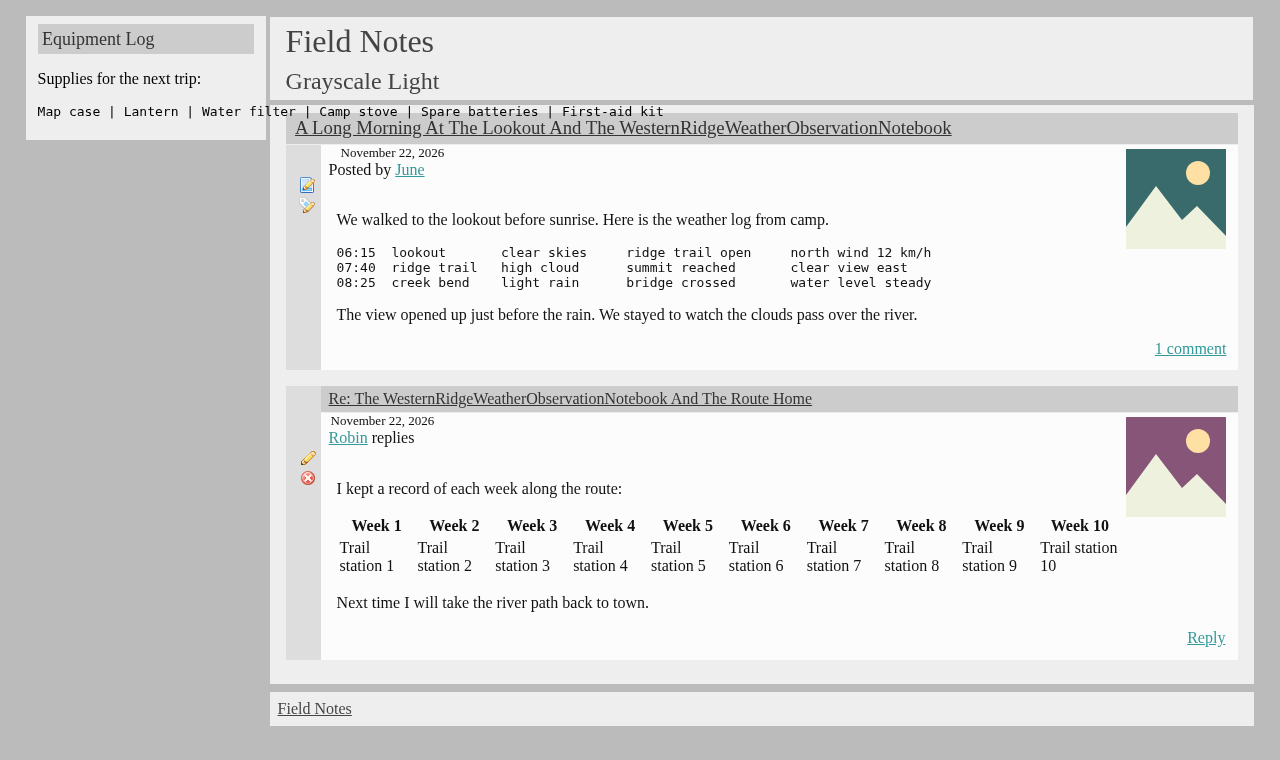 Equipment Log
Supplies for the next trip:
Map case | Lantern | Water filter | Camp stove | Spare batteries | First-aid kit
Field Notes
Grayscale Light
A Long Morning At The Lookout And The WesternRidgeWeatherObservationNotebook
November 22, 2026
Posted by June
We walked to the lookout before sunrise. Here is the weather log from camp.
06:15  lookout       clear skies     ridge trail open     north wind 12 km/h
07:40  ridge trail   high cloud      summit reached       clear view east
08:25  creek bend    light rain      bridge crossed       water level steady
The view opened up just before the rain. We stayed to watch the clouds pass over the river.
1 comment
Re: The WesternRidgeWeatherObservationNotebook And The Route Home
November 22, 2026
Robin replies
I kept a record of each week along the route:
Week 1 Week 2 Week 3 Week 4 Week 5 Week 6 Week 7 Week 8 Week 9 Week 10
Trail Trail Trail Trail Trail Trail Trail Trail Trail Trail station
station 1 station 2 station 3 station 4 station 5 station 6 station 7 station 8 station 9 10
Next time I will take the river path back to town.
Reply
Field Notes